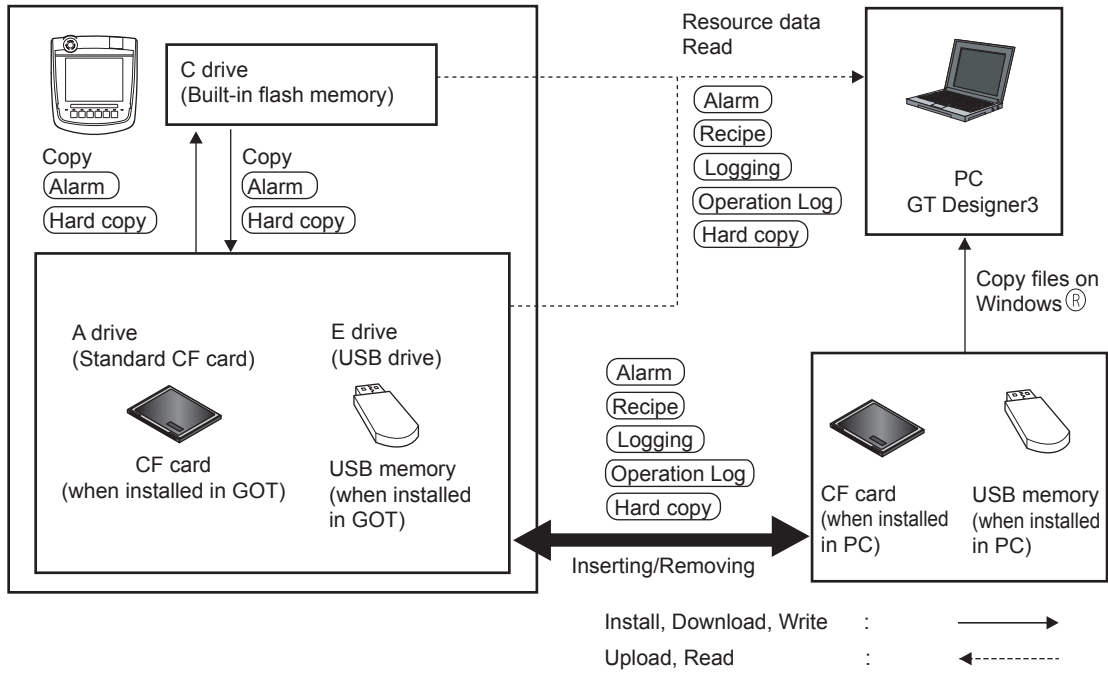 C drive
(Built-in flash memory)
Copy
Alarm
Hard copy
Copy
Alarm
Hard copy
A drive
(Standard CF card)
CF card
(when installed in GOT)
E drive
(USB drive)
USB memory
(when installed
in GOT)
Resource data
Read
Alarm
Recipe
Logging
Operation Log
Hard copy
PC
GT Designer3
Copy files on
Windows®
Alarm
Recipe
Logging
Operation Log
Hard copy
Inserting/Removing
CF card
(when installed
in PC)
USB memory
(when installed
in PC)
Install, Download, Write :
Upload, Read :